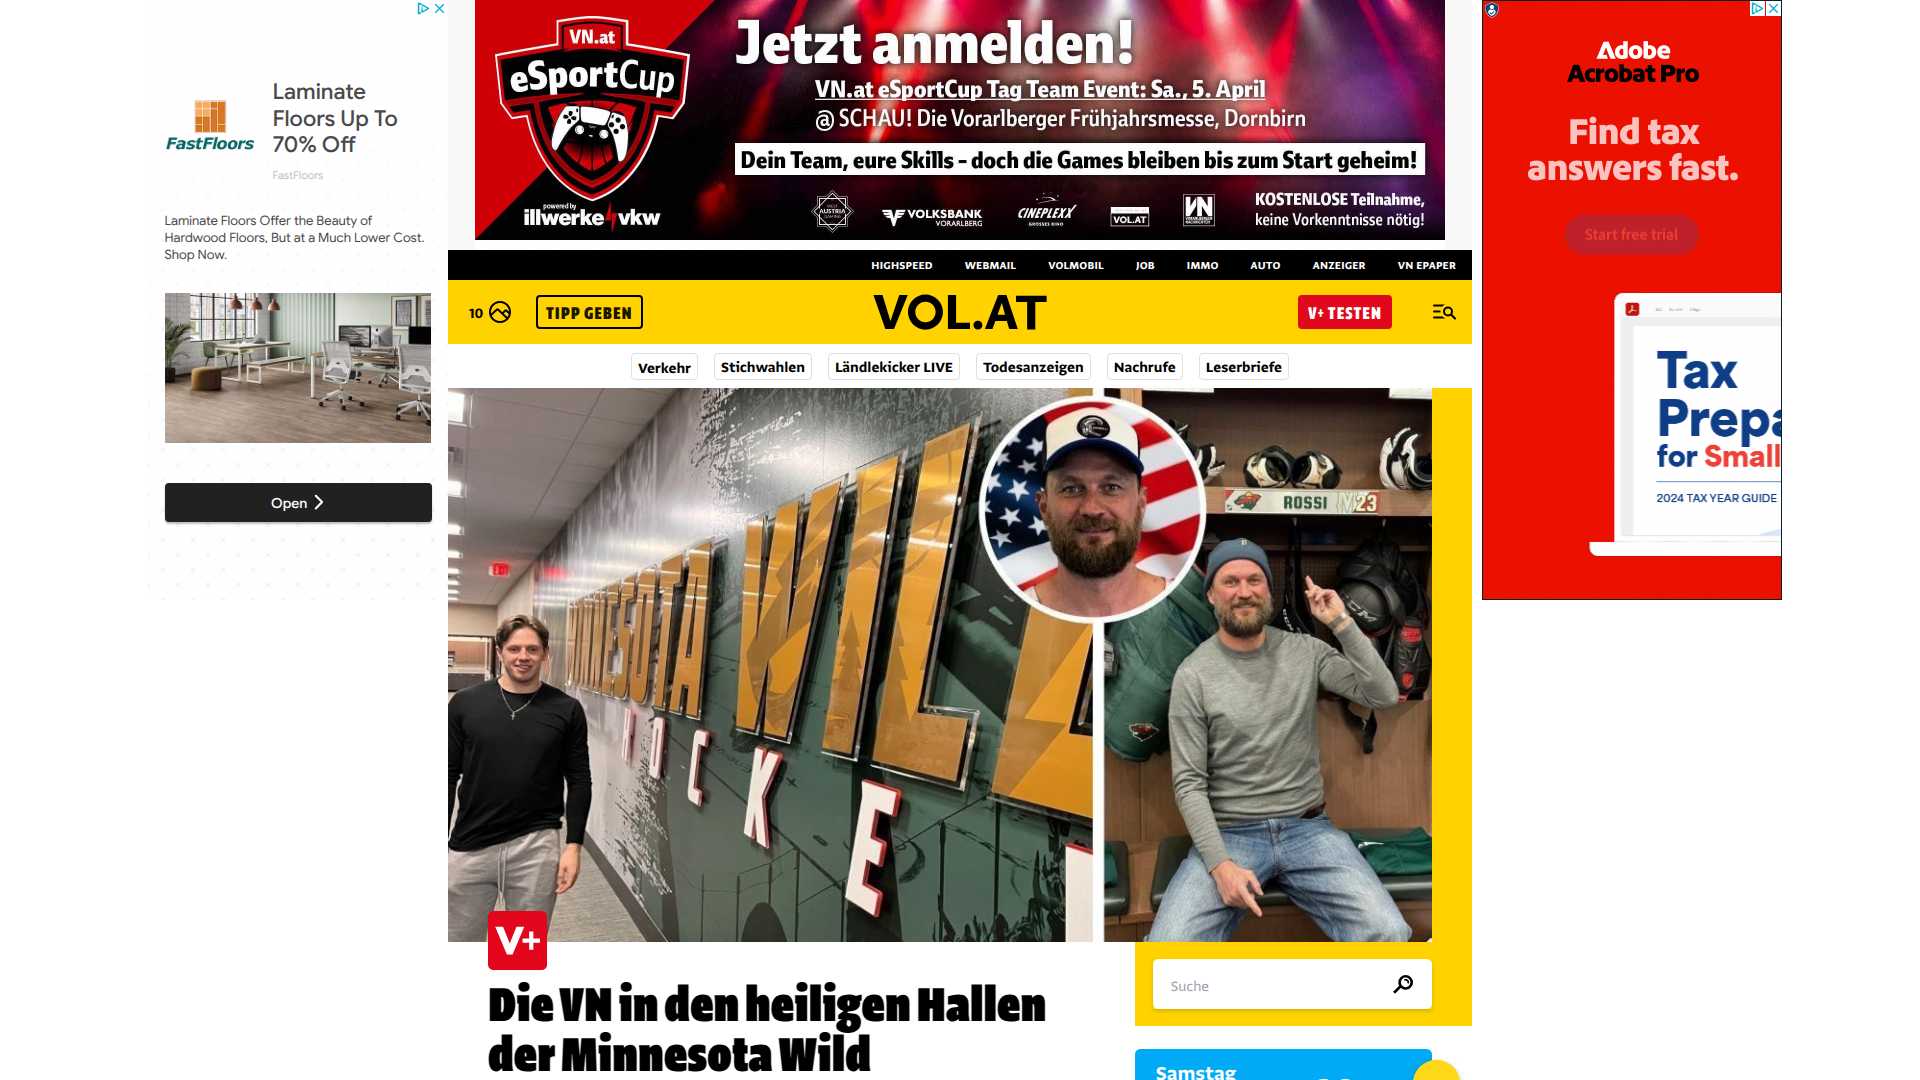 Laminate
Floors Up To
70% Off
FastFloors
FastFloors
Laminate Floors Offer the Beauty of
Hardwood Floors, But at a Much Lower Cost.
Shop Now.
Open
VN.at
eSportCup
powered by
illwerke vkw
Jetzt anmelden!
VN.at eSportCup Tag Team Event: Sa., 5. April
@ SCHAU! Die Vorarlberger Frühjahrsmesse, Dornbirn
Dein Team, eure Skills – doch die Games bleiben bis zum Start geheim!
AUSTRIA
VOLKSBANK
VORARLBERG
CINEPLEXX
VOL.AT
VN
KOSTENLOSE Teilnahme,
keine Vorkenntnisse nötig!
HIGHSPEED
WEBMAIL
VOLMOBIL
JOB
IMMO
AUTO
ANZEIGER
VN EPAPER
10
TIPP GEBEN
VOL.AT
V+ TESTEN
Verkehr
Stichwahlen
Ländlekicker LIVE
Todesanzeigen
Nachrufe
Leserbriefe
WILD
HOCKE
ROSSI
23
CCM
V+
Die VN in den heiligen Hallen
der Minnesota Wild
Suche
Samstag
Adobe
Acrobat Pro
Find tax
answers fast.
Start free trial
Tax
Prepa
for Small
2024 TAX YEAR GUIDE